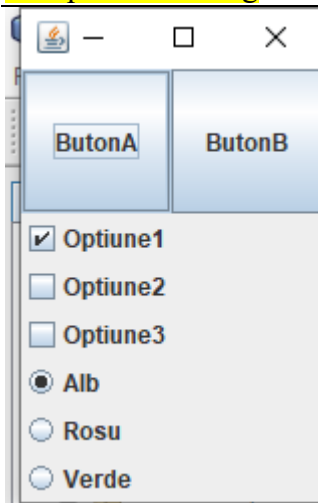 ButonA ButonB
Optiune1
Optiune2
Optiune3
Alb
Rosu
Verde